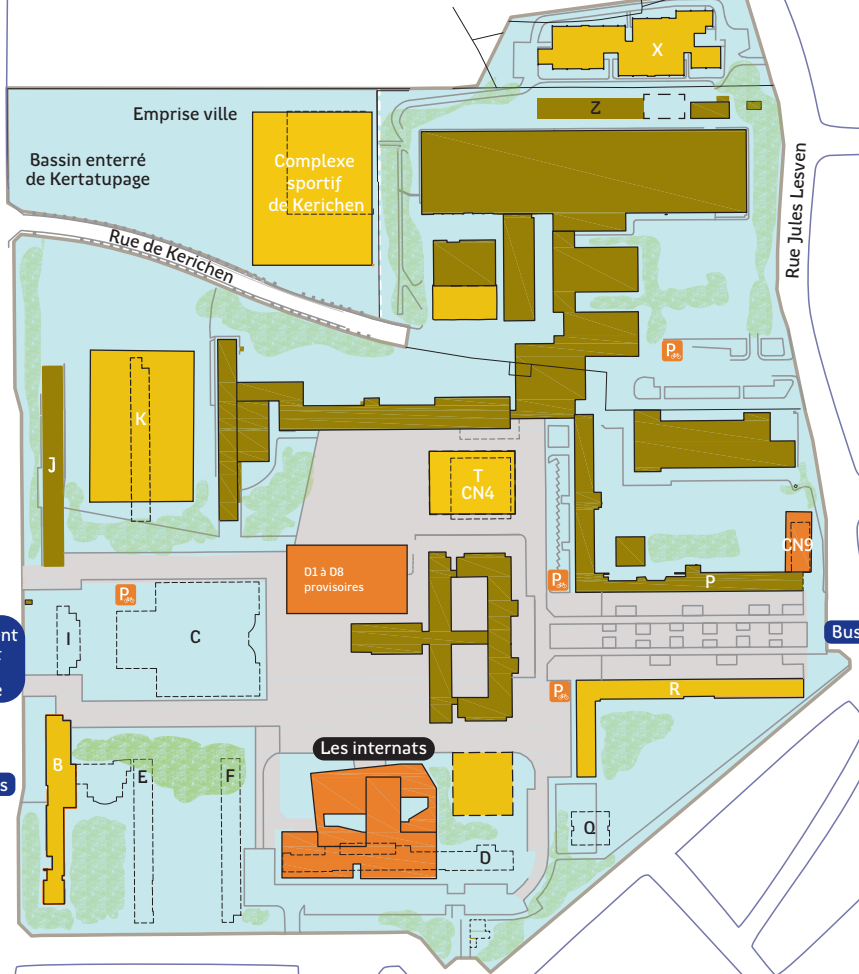 X
Z
Emprise ville
Bassin enterré
de Kertatupage
Complexe
sportif
de Kerichen
Rue Jules Lesven
Rue de Kerichen
P
K
J
T
CN4
CN9
D1 à D8
provisoires
P
P
P
I
C
Bus
nt
e
P
R
Les internats
B
E
F
s
Q
D